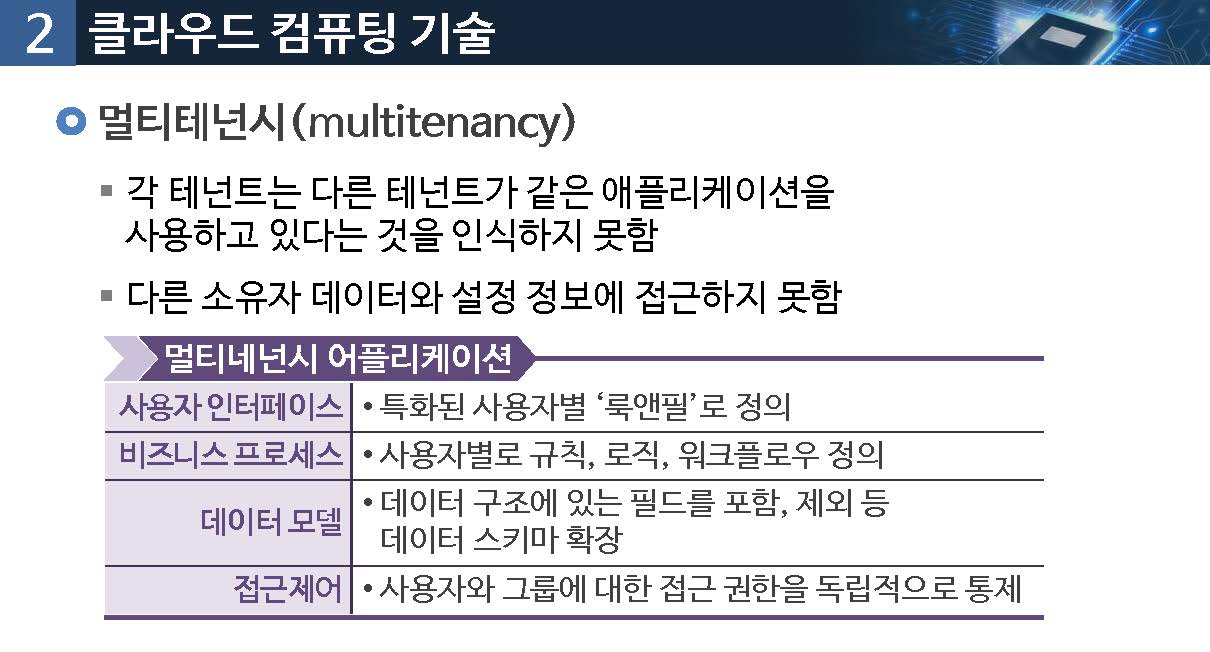 2 클라우드 컴퓨팅 기술
멀티테넌시(multitenancy)
▪ 각 테넌트는 다른 테넌트가 같은 애플리케이션을
사용하고 있다는 것을 인식하지 못함
▪ 다른 소유자 데이터와 설정 정보에 접근하지 못함
멀티네넌시 어플리케이션
사용자 인터페이스 • 특화된 사용자별 ‘룩앤필’로 정의
비즈니스 프로세스 • 사용자별로 규칙, 로직, 워크플로우 정의
데이터 모델 • 데이터 구조에 있는 필드를 포함, 제외 등
데이터 스키마 확장
접근제어 • 사용자와 그룹에 대한 접근 권한을 독립적으로 통제